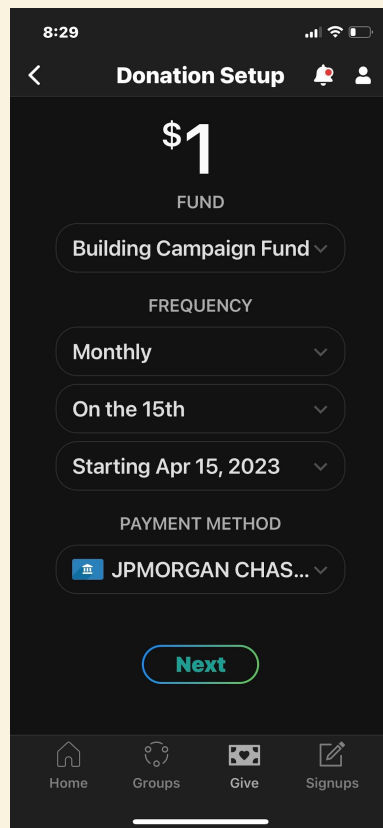 8:29
Donation Setup
$1
FUND
Building Campaign Fund
FREQUENCY
Monthly
On the 15th
Starting Apr 15, 2023
PAYMENT METHOD
JPMORGAN CHAS...
Next
Home Groups Give Signups